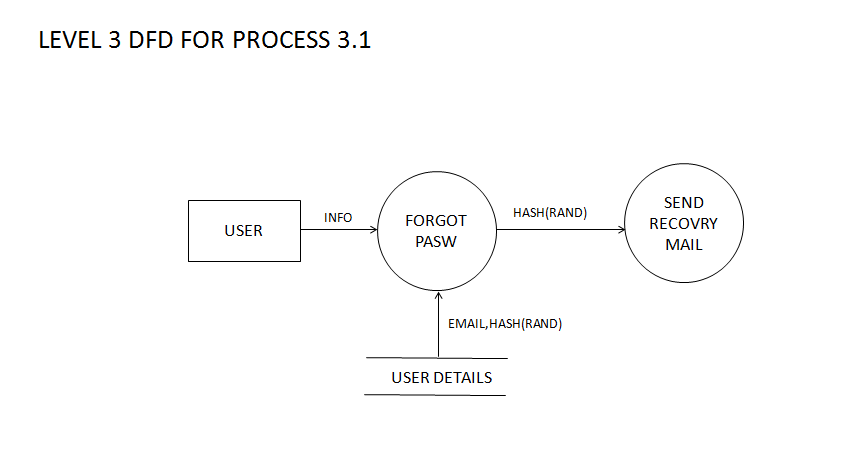 LEVEL 3 DFD FOR PROCESS 3.1
USER
INFO
FORGOT
PASW
HASH(RAND)
SEND
RECOVRY
MAIL
EMAIL,HASH(RAND)
USER DETAILS